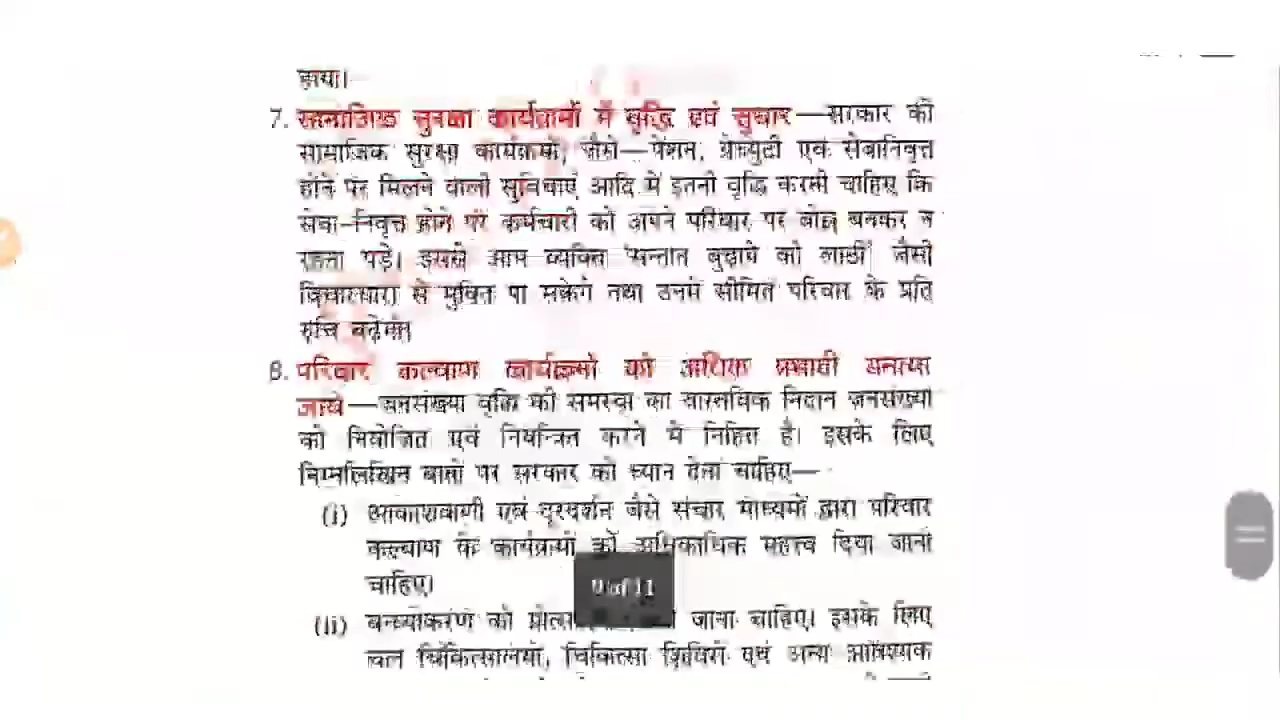 होगा।
7. सामाजिक सुरक्षा कार्यक्रमों में वृद्धि एवं सुधार—सरकार को
सामाजिक सुरक्षा कार्यक्रमों, जैसे—पेंशन, ग्रेच्युटी एवं सेवानिवृत्त
होने पर मिलने वाली सुविधाएँ आदि में इतनी वृद्धि करनी चाहिए कि
सेवा-निवृत्त होने पर कर्मचारी को अपने परिवार पर बोझ बनकर न
रहना पड़े। इससे आम व्यक्ति 'सन्तान बुढ़ापे की लाठी' जैसी
विचारधारा से मुक्ति पा सकेंगे तथा उनमें सीमित परिवार के प्रति
रुचि बढ़ेगी।
8. परिवार कल्याण कार्यक्रमों को अधिक प्रभावी बनाया
जाये—जनसंख्या वृद्धि की समस्या का वास्तविक निदान जनसंख्या
को नियोजित एवं नियन्त्रित करने में निहित है। इसके लिए
निम्नलिखित बातों पर सरकार को ध्यान देना चाहिए—
(i) आकाशवाणी एवं दूरदर्शन जैसे संचार माध्यमों द्वारा परिवार
कल्याण के कार्यक्रमों को अधिकाधिक महत्त्व दिया जाना
चाहिए।
9 of 11
(ii) बन्ध्याकरण को जाना चाहिए। इसके लिए
चल चिकित्सालयों, चिकित्सा शिविरों एवं अन्य आवश्यक